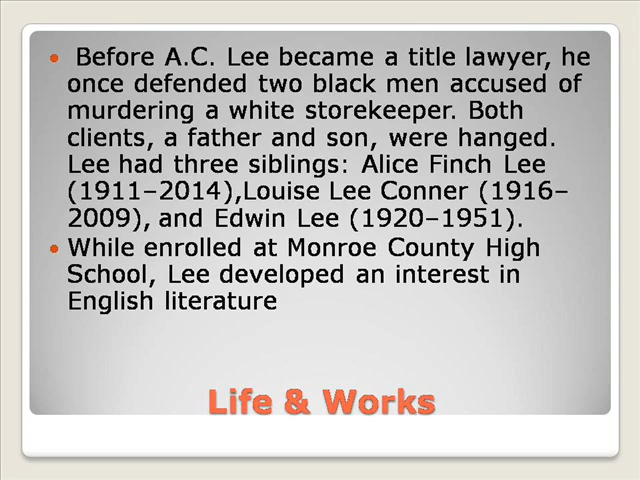 • Before A.C. Lee became a title lawyer, he
once defended two black men accused of
murdering a white storekeeper. Both
clients, a father and son, were hanged.
Lee had three siblings: Alice Finch Lee
(1911–2014),Louise Lee Conner (1916–
2009), and Edwin Lee (1920–1951).
• While enrolled at Monroe County High
School, Lee developed an interest in
English literature
Life & Works